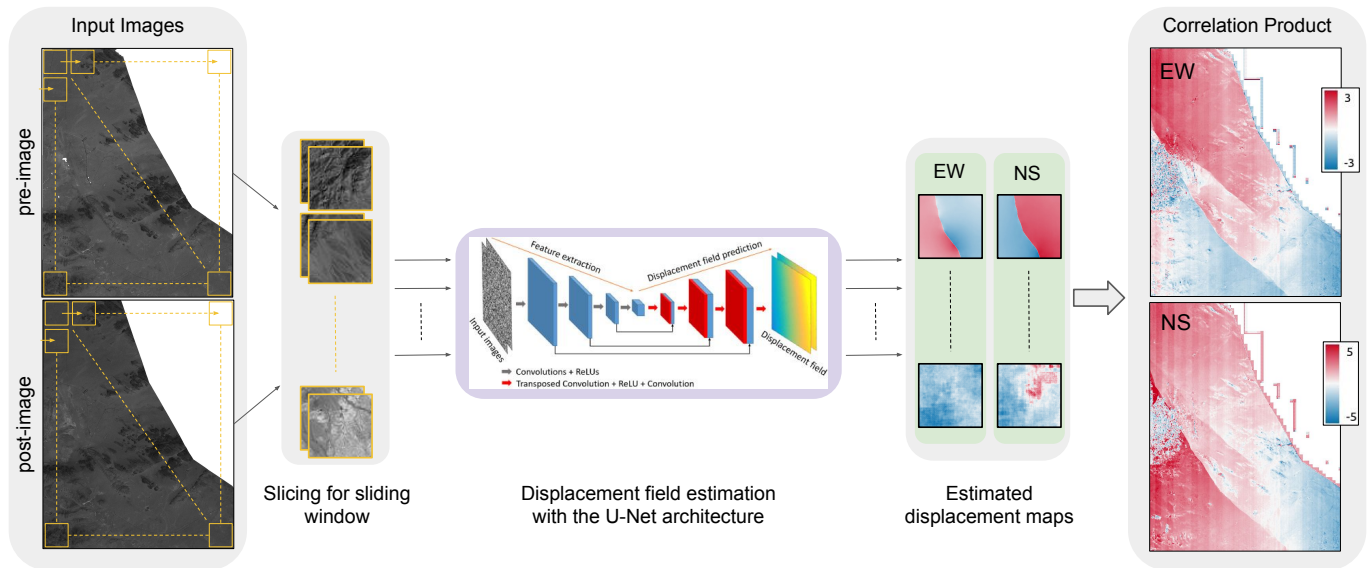 Input Images
pre-image
post-image
Slicing for sliding
window
Feature extraction
Displacement field prediction
Input images
Displacement field
Convolutions + ReLUs
Transposed Convolution + ReLU + Convolution
Displacement field estimation
with the U-Net architecture
EW
NS
Estimated
displacement maps
Correlation Product
EW
3
-3
NS
5
-5